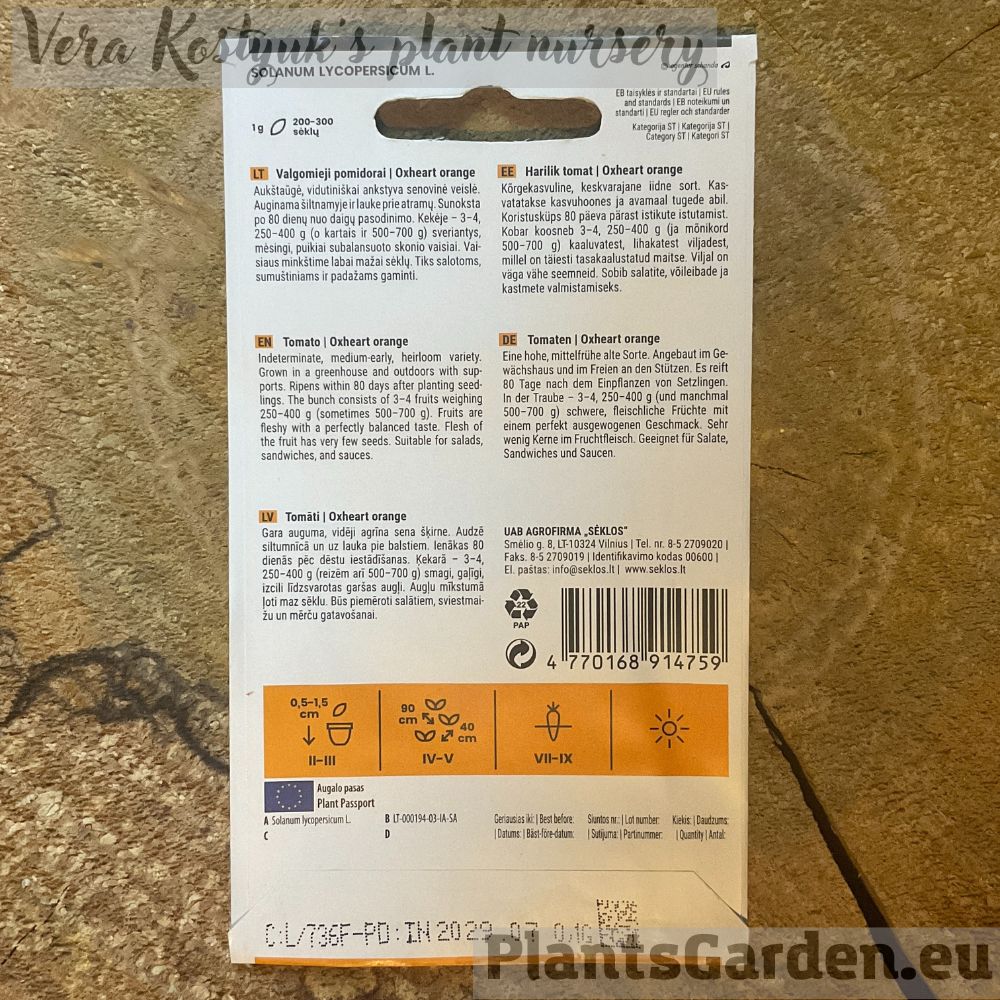 Vera Kostyuk's plant nursery
SOLANUM LYCOPERSICUM L.
1 g 200-300
sėklų
EB taisyklės ir standartai | EU rules
and standards | EB noteikumi un
standarti | EU regler och standarder
Kategorija ST | Kategorija ST |
Category ST | Kategori ST
LT Valgomieji pomidorai | Oxheart orange
Aukštaūgė, vidutiniškai ankstyva senovinė veislė.
Auginama šiltnamyje ir lauke prie atramų. Sunoksta
po 80 dienų nuo daigų pasodinimo. Kekėje – 3–4,
250-400 g (o kartais ir 500-700 g) sveriantys,
mėsingi, puikiai subalansuoto skonio vaisiai. Vai-
siaus minkštime labai mažai sėklų. Tiks salotoms,
sumuštiniams ir padažams gaminti.
EE Harilik tomat | Oxheart orange
Kõrgekasvuline, keskvarajane iidne sort. Kas-
vatatakse kasvuhoones ja avamaal tugede abil.
Koristusküps 80 päeva pärast istikute istutamist.
Kobar koosneb 3–4, 250–400 g (ja mõnikord
500-700 g) kaaluvatest, lihakatest viljadest,
millel on täiesti tasakaalustatud maitse. Viljal on
väga vähe seemneid. Sobib salatite, võileibade ja
kastmete valmistamiseks.
EN Tomato | Oxheart orange
Indeterminate, medium-early, heirloom variety.
Grown in a greenhouse and outdoors with sup-
ports. Ripens within 80 days after planting seed-
lings. The bunch consists of 3–4 fruits weighing
250-400 g (sometimes 500-700 g). Fruits are
fleshy with a perfectly balanced taste. Flesh of
the fruit has very few seeds. Suitable for salads,
sandwiches, and sauces.
DE Tomaten | Oxheart orange
Eine hohe, mittelfrühe alte Sorte. Angebaut im Ge-
wächshaus und im Freien an den Stützen. Es reift
80 Tage nach dem Einpflanzen von Setzlingen.
In der Traube – 3-4, 250-400 g (und manchmal
500-700 g) schwere, fleischliche Früchte mit
einem perfekt ausgewogenen Geschmack. Sehr
wenig Kerne im Fruchtfleisch. Geeignet für Salate,
Sandwiches und Saucen.
LV Tomāti | Oxheart orange
Gara auguma, vidēji agrīna sena šķirne. Audzē
siltumnīcā un uz lauka pie balstiem. Ienākas 80
dienās pēc dēstu iestādīšanas. Ķekarā – 3–4,
250-400 g (reizēm arī 500-700 g) smagi, gaļīgi,
izcili līdzsvarotas garšas augļi. Augļu mīkstumā
ļoti maz sēklu. Būs piemēroti salātiem, sviestmai-
žu un mērču gatavošanai.
UAB AGROFIRMA „SĖKLOS"
Smėlio g. 8, LT-10324 Vilnius | Tel. nr. 8-5 2709020 |
Faks. 8-5 2709019 | Identifikavimo kodas 00600 |
El. paštas: info@seklos.lt | www.seklos.lt
22
PAP
4 770168 914759
0,5-1,5
cm
II-III
90
cm
40
cm
IV-V
VII-IX
Augalo pasas
Plant Passport
A Solanum lycopersicum L.
B LT-000194-03-IA-SA
C
D
Geriausias iki: | Best before:
| Datums: | Bäst-före-datum:
Siuntos nr.: | Lot number:
| Sutijuma: | Partinummer:
Kiekis: | Daudzums:
| Quantity | Antal:
C:L/736F-PD:IN 2029 07 0,1G
PlantsGarden.eu